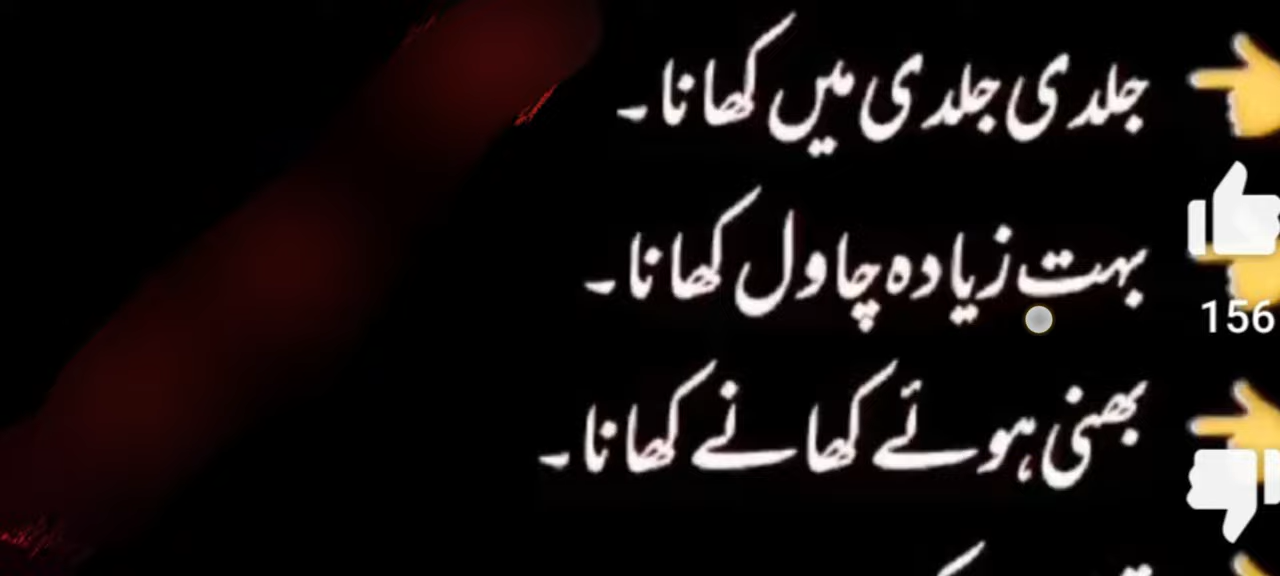 جلدی جلدی میں کھانا۔
بہت زیادہ چاول کھانا۔
156
بھنی ہوئے کھانے کھانا۔